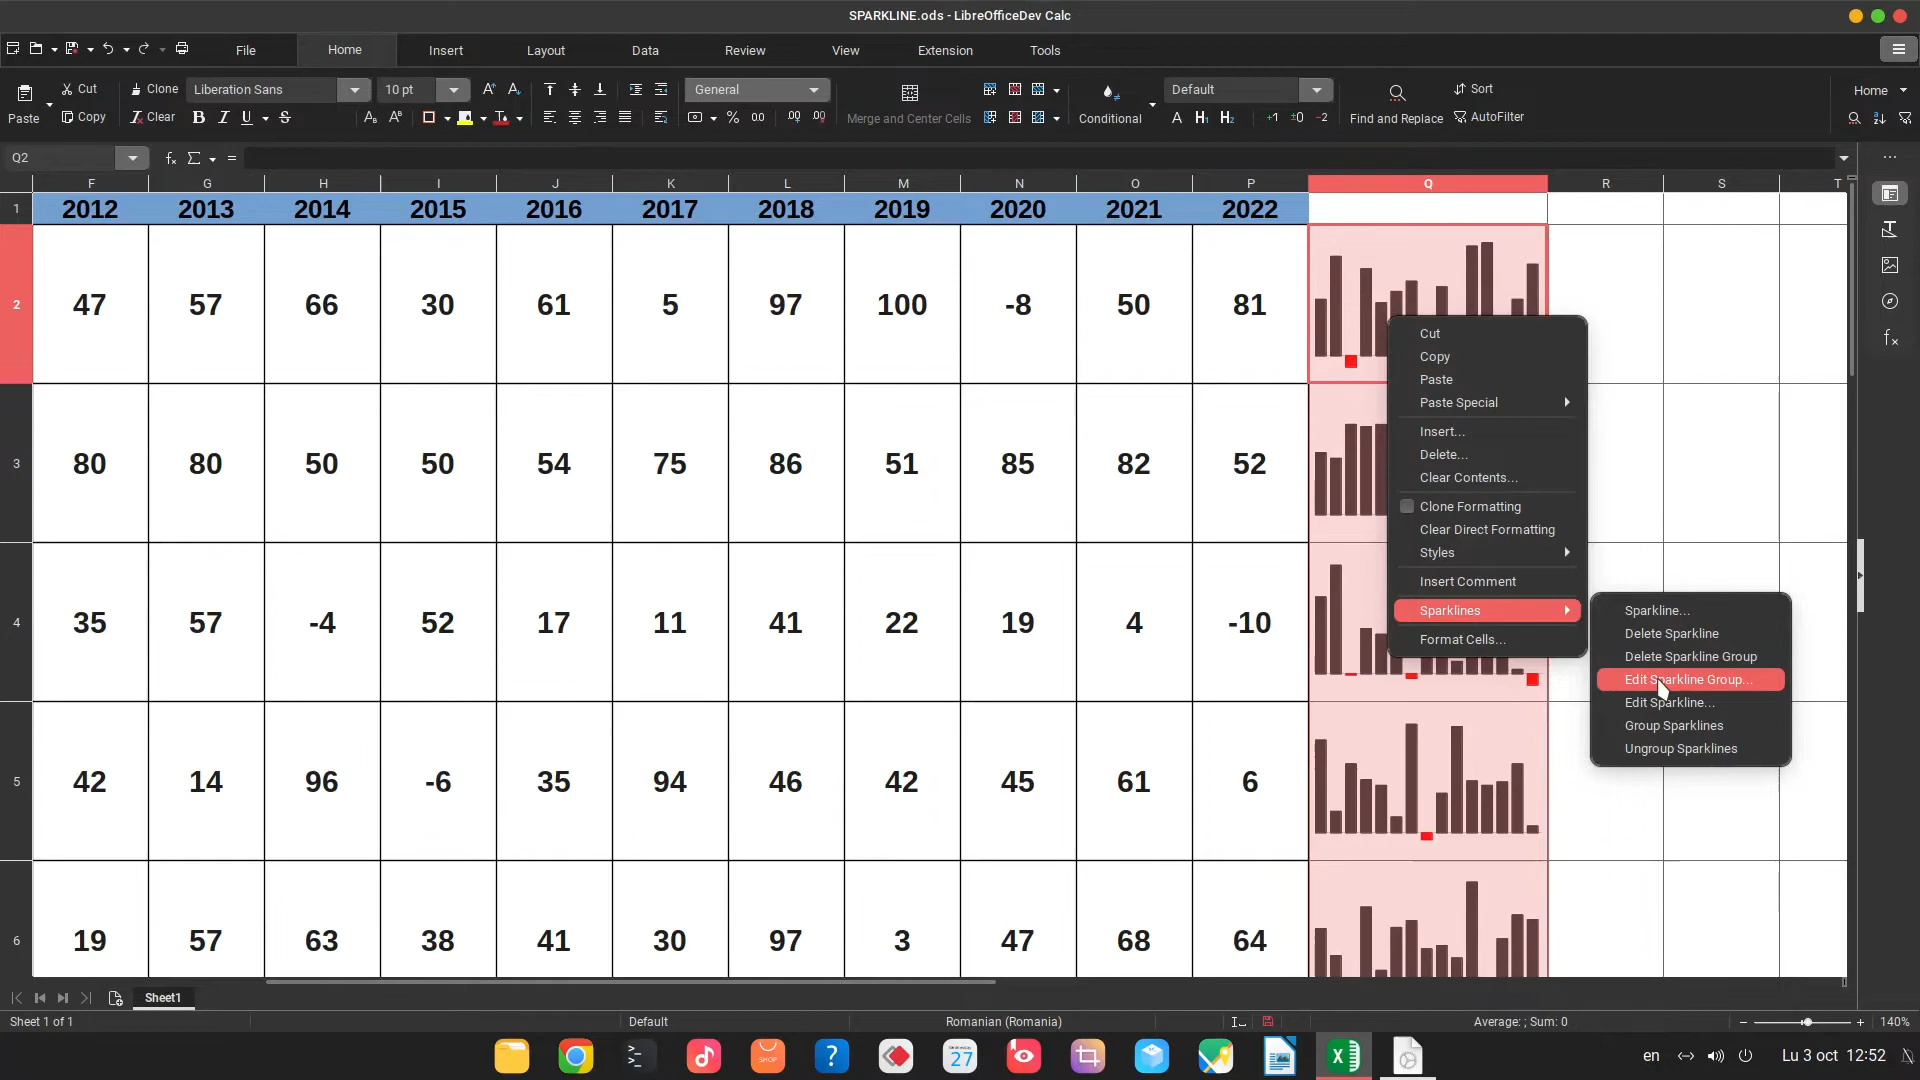 SPARKLINE.ods - LibreOfficeDev Calc
File Home Insert Layout Data Review View Extension Tools
Cut Clone Liberation Sans 10 pt General Default Sort Home
Paste Copy Clear Merge and Center Cells Conditional Find and Replace AutoFilter
Q2
F G H I J K L M N O P Q R S T
1 2012 2013 2014 2015 2016 2017 2018 2019 2020 2021 2022
2 47 57 66 30 61 5 97 100 -8 50 81
3 80 80 50 50 54 75 86 51 85 82 52
4 35 57 -4 52 17 11 41 22 19 4 -10
5 42 14 96 -6 35 94 46 42 45 61 6
6 19 57 63 38 41 30 97 3 47 68 64
Cut
Copy
Paste
Paste Special
Insert...
Delete...
Clear Contents...
Clone Formatting
Clear Direct Formatting
Styles
Insert Comment
Sparklines
Format Cells...
Sparkline...
Delete Sparkline
Delete Sparkline Group
Edit Sparkline Group...
Edit Sparkline...
Group Sparklines
Ungroup Sparklines
Sheet1
Sheet 1 of 1 Default Romanian (Romania) Average: ; Sum: 0 140%
SHOP 27 en Lu 3 oct 12:52